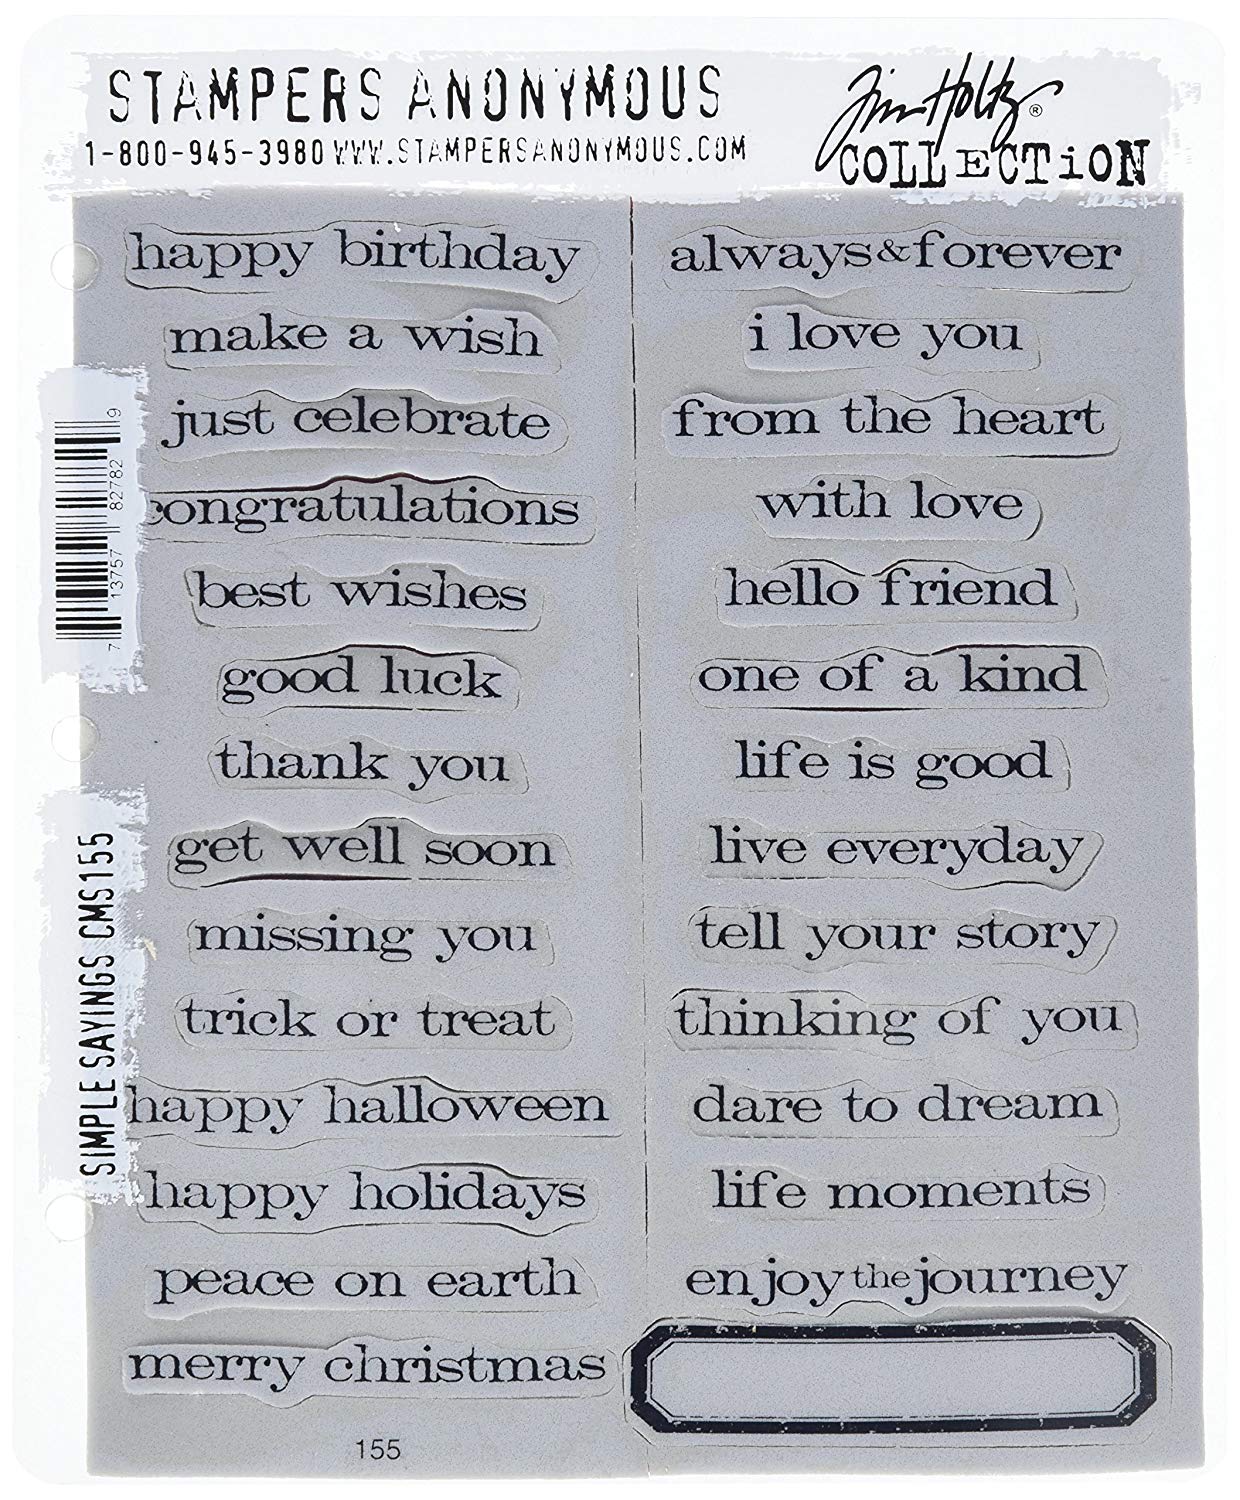 STAMPERS ANONYMOUS
1-800-945-3980 WWW.STAMPERSANONYMOUS.COM
Tim Holtz®
COLLECTION
happy birthday
make a wish
just celebrate
congratulations
best wishes
good luck
thank you
get well soon
missing you
trick or treat
happy halloween
happy holidays
peace on earth
merry christmas
155
always&forever
i love you
from the heart
with love
hello friend
one of a kind
life is good
live everyday
tell your story
thinking of you
dare to dream
life moments
enjoy the journey
7 13757 82782 9
SIMPLE SAYINGS CMS155